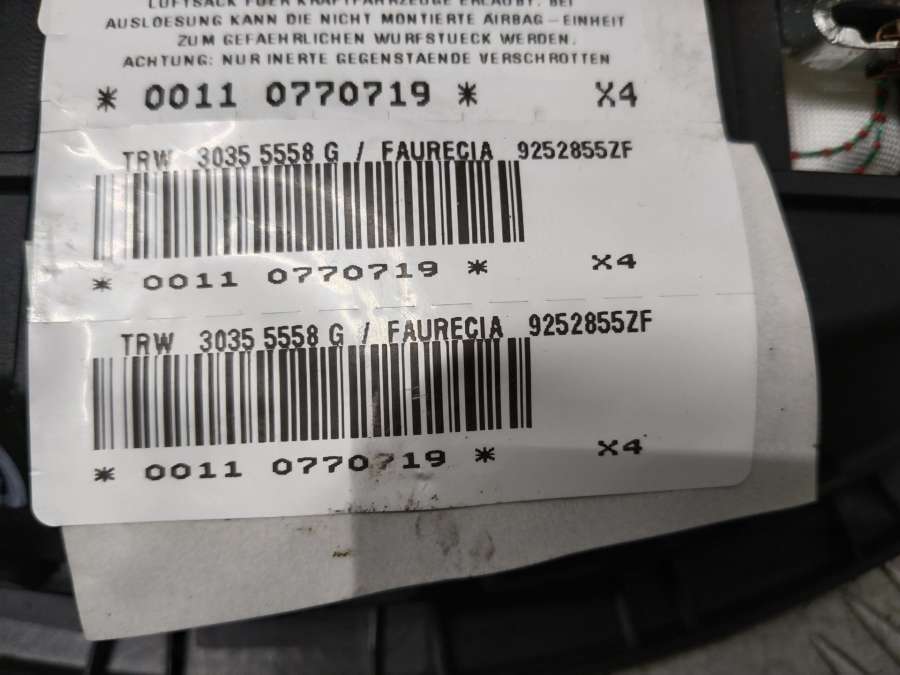 LUFTSACK FUER KRAFTFAHRZEUGE ERLAUBT. BEI
AUSLOESUNG KANN DIE NICHT MONTIERTE AIRBAG-EINHEIT
ZUM GEFAEHRLICHEN WURFSTUECK WERDEN.
ACHTUNG: NUR INERTE GEGENSTAENDE VERSCHROTTEN
* 0011 0770719 * X4
TRW 3035 5558 G / FAURECIA 9252855ZF
* 0011 0770719 * X4
TRW 3035 5558 G / FAURECIA 9252855ZF
* 0011 0770719 * X4